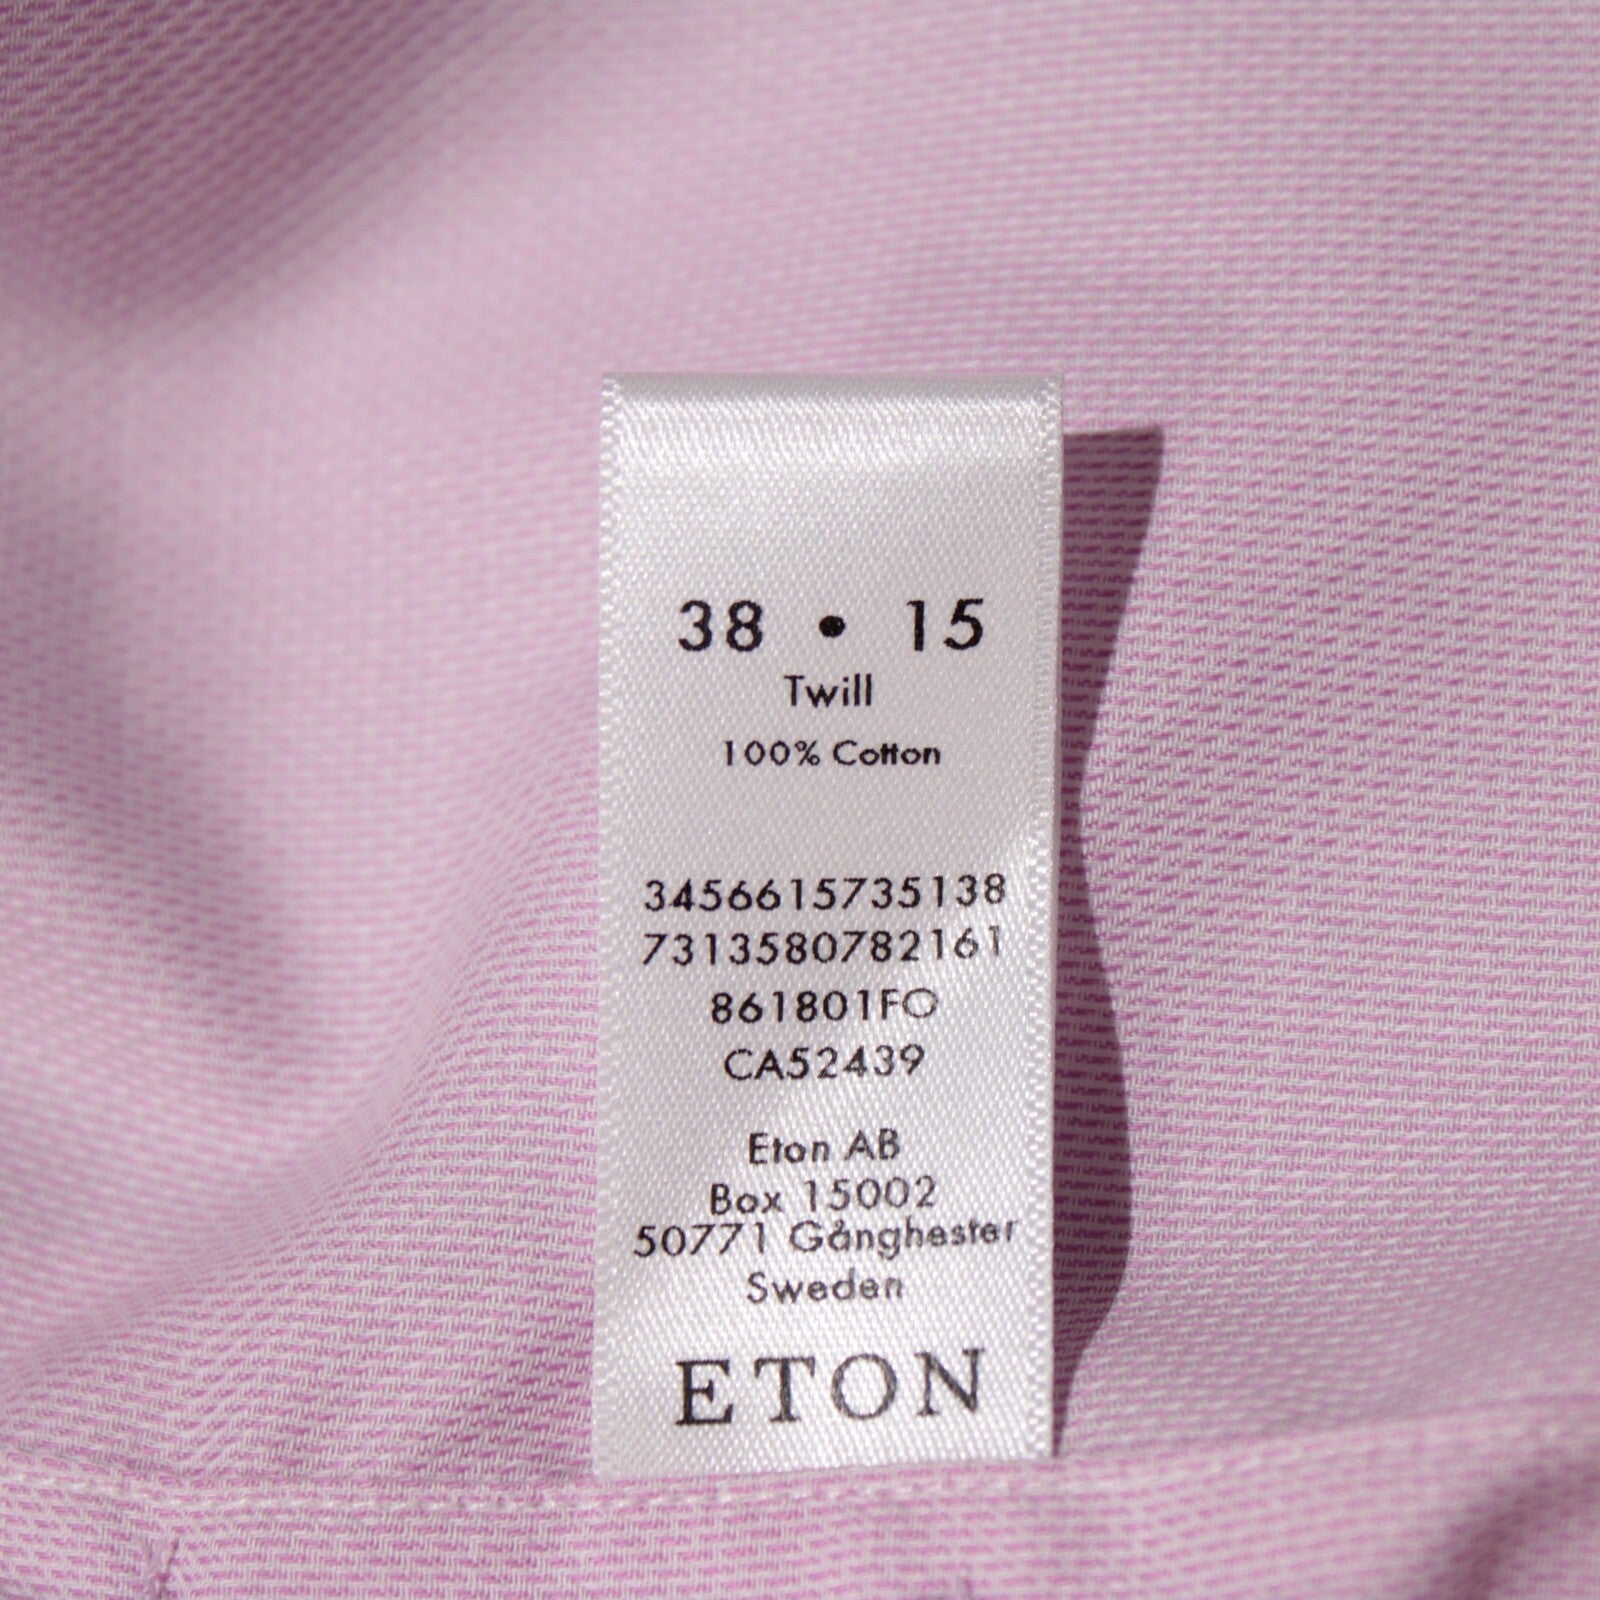 38 • 15
Twill
100% Cotton
3456615735138
7313580782161
861801FO
CA52439
Eton AB
Box 15002
50771 Gånghester
Sweden
ETON